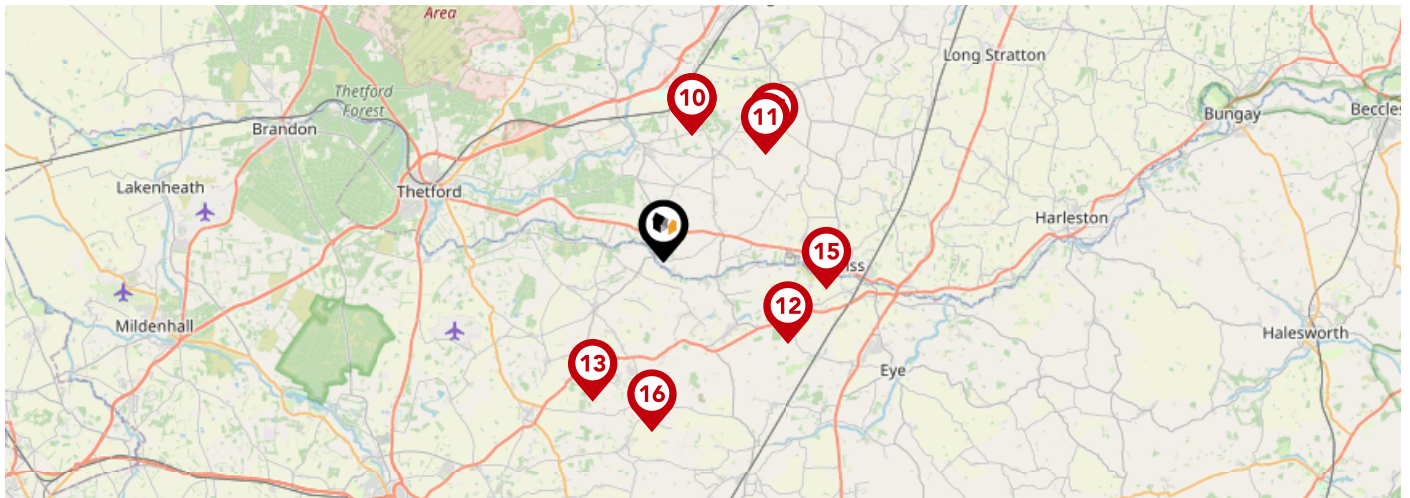 Area
Long Stratton
Thetford
Forest
10
11
Bungay
Beccles
Brandon
Lakenheath
Thetford
Harleston
15
iss
12
Mildenhall
Halesworth
13
Eye
16